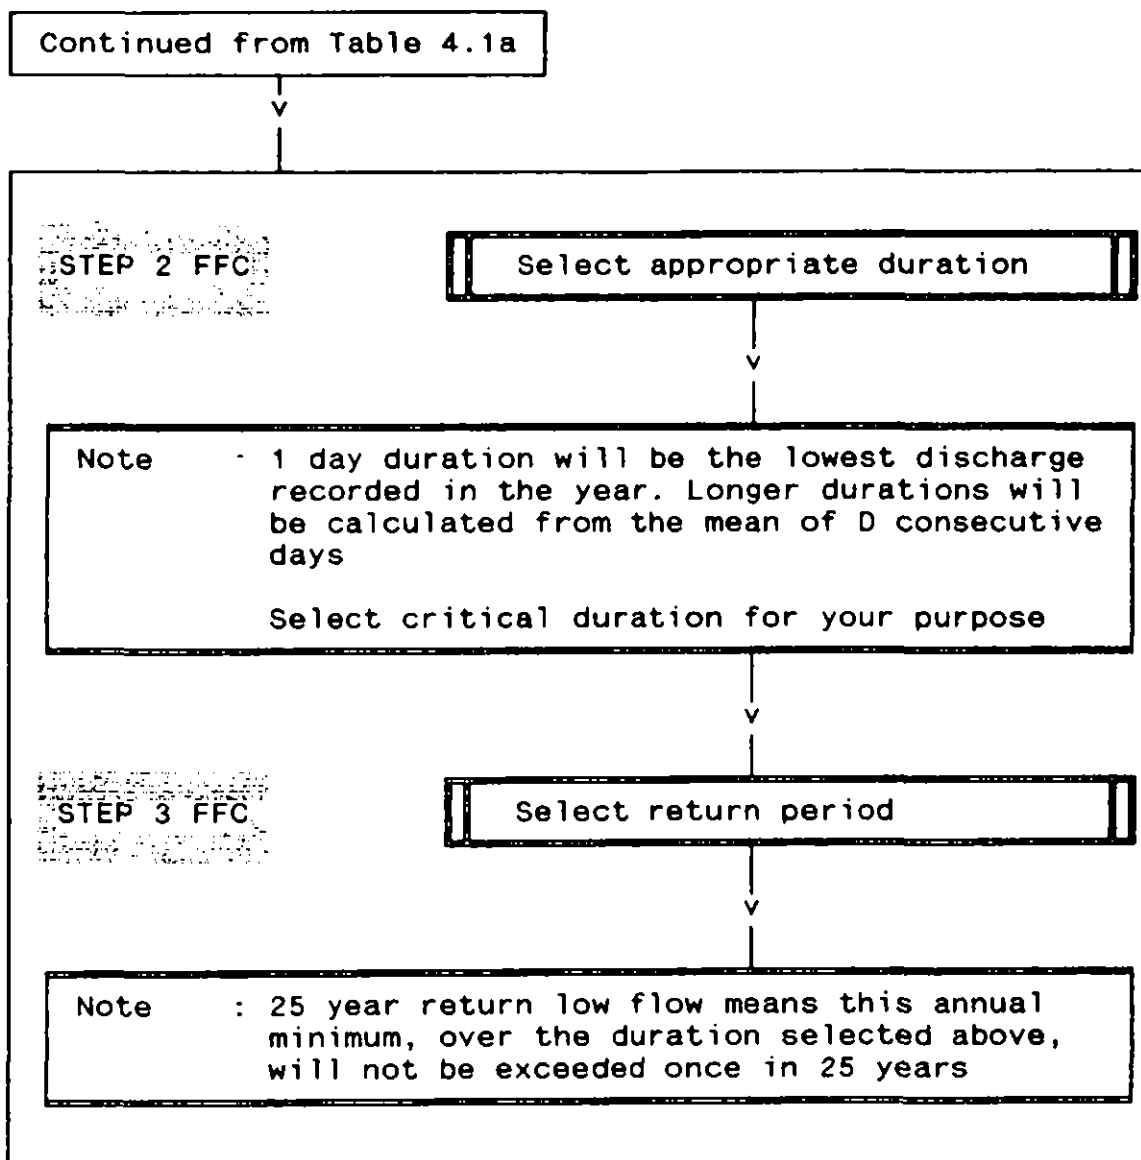 Continued from Table 4.1a
STEP 2 FFC
Select appropriate duration
Note - 1 day duration will be the lowest discharge
recorded in the year. Longer durations will
be calculated from the mean of D consecutive
days
Select critical duration for your purpose
STEP 3 FFC
Select return period
Note : 25 year return low flow means this annual
minimum, over the duration selected above,
will not be exceeded once in 25 years